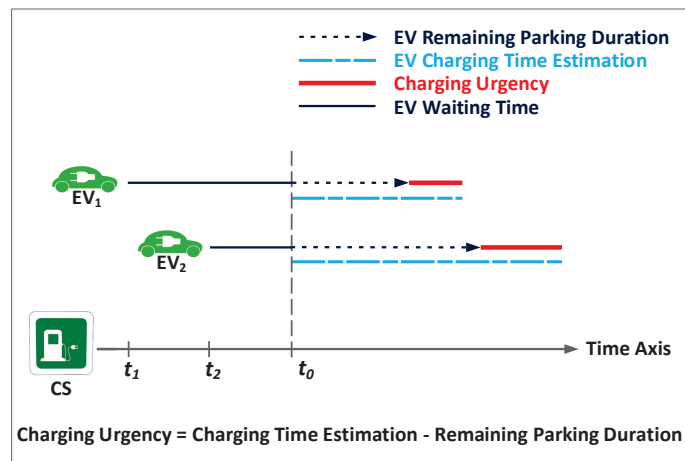 EV Remaining Parking Duration
EV Charging Time Estimation
Charging Urgency
EV Waiting Time
EV₁
EV₂
CS
t₁
t₂
t₀
Time Axis
Charging Urgency = Charging Time Estimation - Remaining Parking Duration